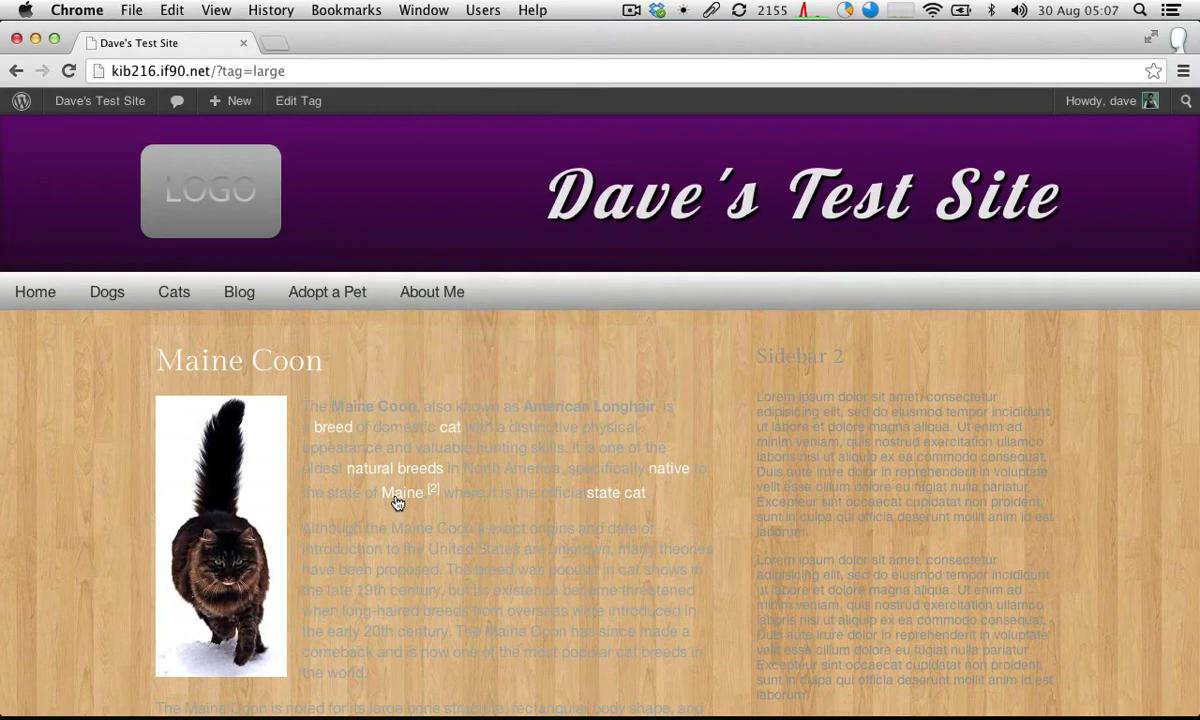 Chrome File Edit View History Bookmarks Window Users Help 2155 30 Aug 05:07
Dave's Test Site
kib216.if90.net/?tag=large
Dave's Test Site New Edit Tag Howdy, dave
LOGO
Dave's Test Site
Home Dogs Cats Blog Adopt a Pet About Me
Maine Coon
The Maine Coon, also known as American Longhair, is
a breed of domestic cat with a distinctive physical
appearance and valuable hunting skills. It is one of the
oldest natural breeds in North America, specifically native to
the state of Maine [2] where it is the official state cat
Although the Maine Coon's exact origins and date of
introduction to the United States are unknown, many theories
have been proposed. The breed was popular in cat shows in
the late 19th century, but its existence became threatened
when long-haired breeds from overseas were introduced in
the early 20th century. The Maine Coon has since made a
comeback and is now one of the most popular cat breeds in
the world.
The Maine Coon is noted for its large bone structure, rectangular body shape, and
Sidebar 2
Lorem ipsum dolor sit amet, consectetur
adipisicing elit, sed do eiusmod tempor incididunt
ut labore et dolore magna aliqua. Ut enim ad
minim veniam, quis nostrud exercitation ullamco
laboris nisi ut aliquip ex ea commodo consequat.
Duis aute irure dolor in reprehenderit in voluptate
velit esse cillum dolore eu fugiat nulla pariatur.
Excepteur sint occaecat cupidatat non proident,
sunt in culpa qui officia deserunt mollit anim id est
laborum.
Lorem ipsum dolor sit amet, consectetur
adipisicing elit, sed do eiusmod tempor incididunt
ut labore et dolore magna aliqua. Ut enim ad
minim veniam, quis nostrud exercitation ullamco
laboris nisi ut aliquip ex ea commodo consequat.
Duis aute irure dolor in reprehenderit in voluptate
velit esse cillum dolore eu fugiat nulla pariatur.
Excepteur sint occaecat cupidatat non proident,
sunt in culpa qui officia deserunt mollit anim id est
laborum.